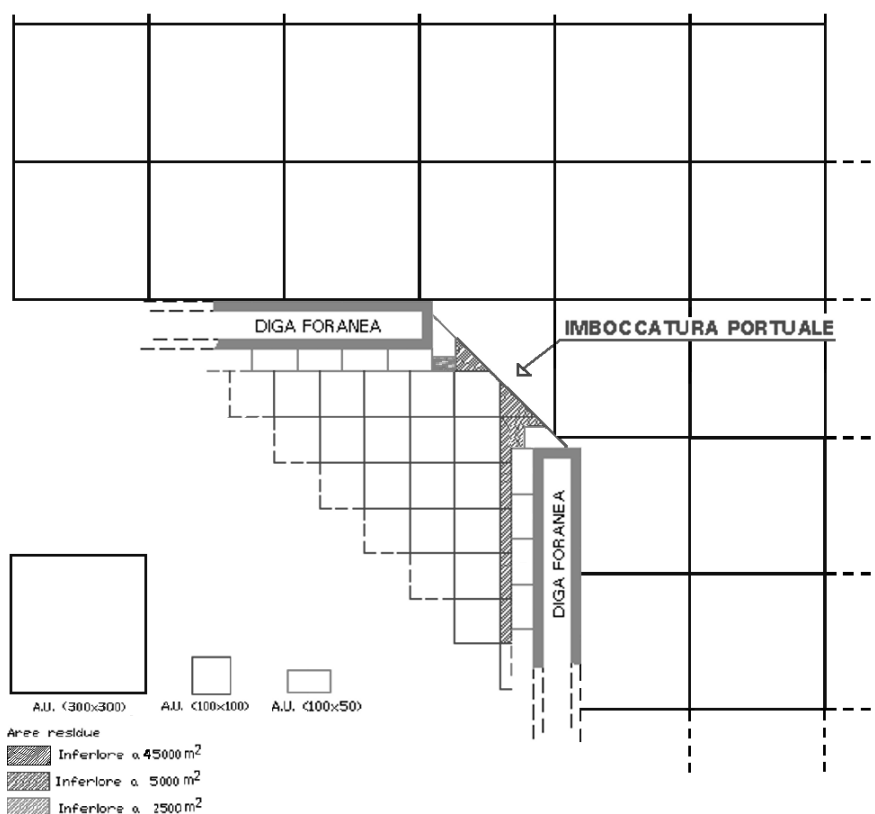 DIGA FORANEA
IMBOCCATURA PORTUALE
DIGA FORANEA
A.U. (300x300)
A.U. (100x100)
A.U. (100x50)
Aree residue
Inferiore a 45000 m²
Inferiore a 5000 m²
Inferiore a 2500 m²